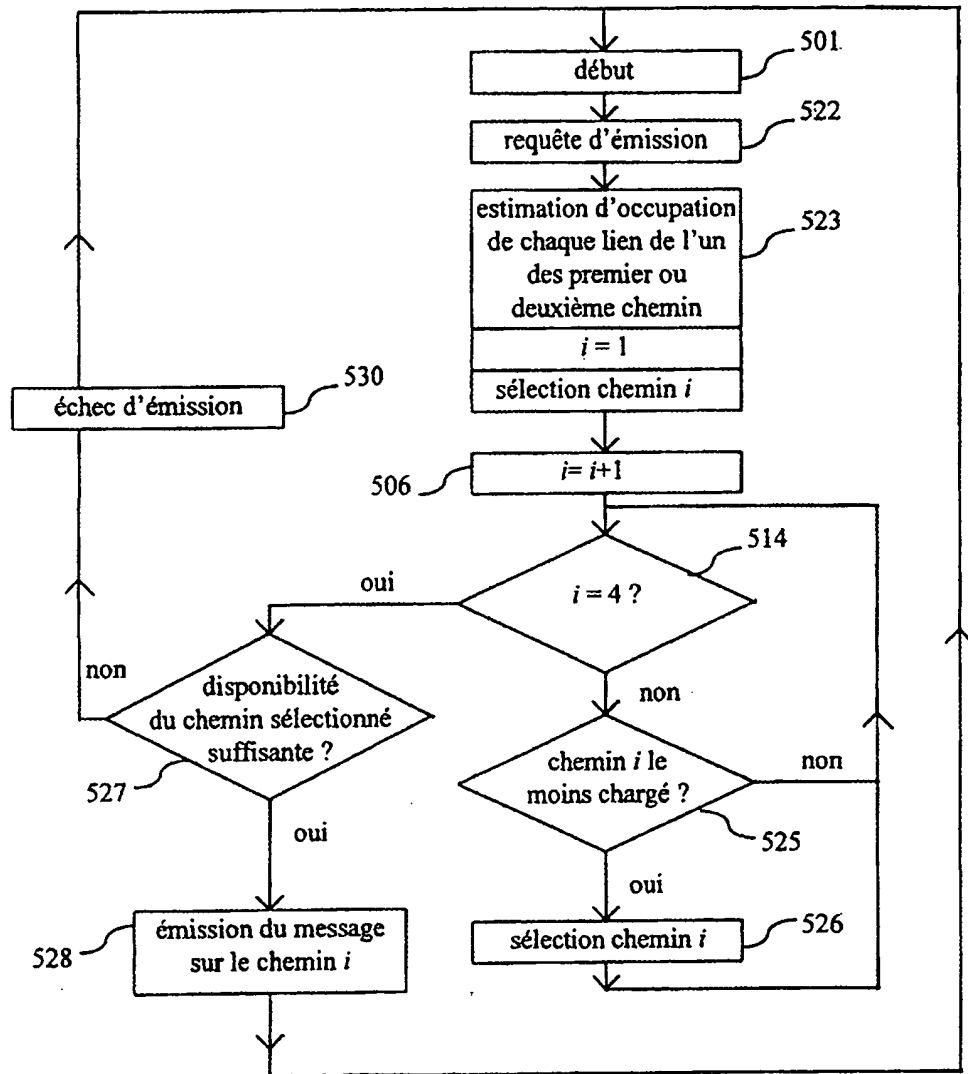 501
début
522
requête d'émission
estimation d'occupation
de chaque lien de l'un
des premier ou
deuxième chemin
523
i = 1
sélection chemin i
530
échec d'émission
506
i= i+1
514
i = 4 ?
oui
non
non
disponibilité
du chemin sélectionné
suffisante ?
527
chemin i le
moins chargé ?
non
525
oui
oui
émission du message
sur le chemin i
528
sélection chemin i
526